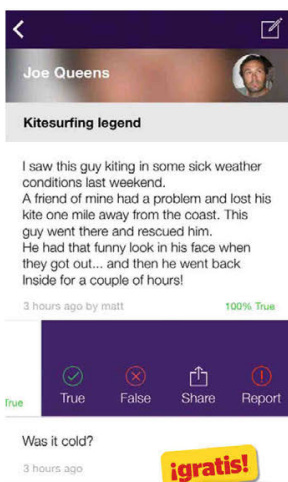 Joe Queens
Kitesurfing legend
I saw this guy kiting in some sick weather
conditions last weekend.
A friend of mine had a problem and lost his
kite one mile away from the coast. This
guy went there and rescued him.
He had that funny look in his face when
they got out... and then he went back
Inside for a couple of hours!
3 hours ago by matt 100% True
True True False Share Report
Was it cold?
3 hours ago
¡gratis!